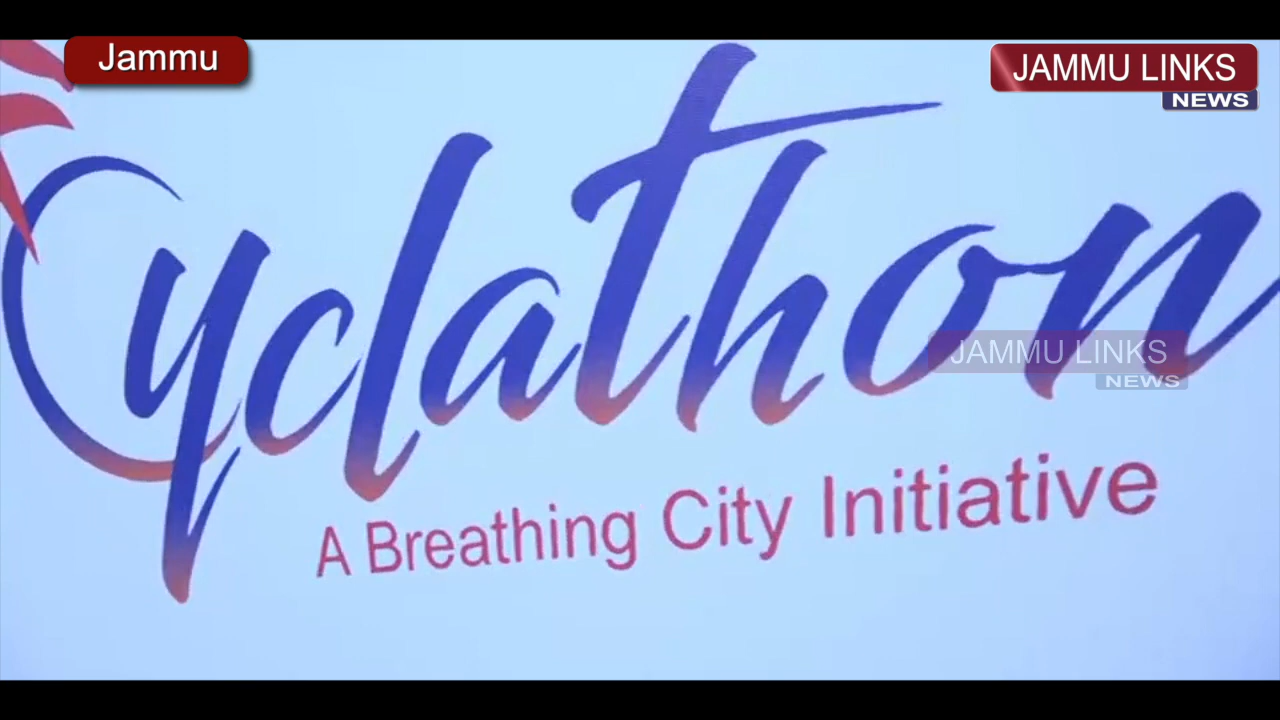 Jammu
JAMMU LINKS
NEWS
Cyclathon
JAMMU LINKS
NEWS
A Breathing City Initiative